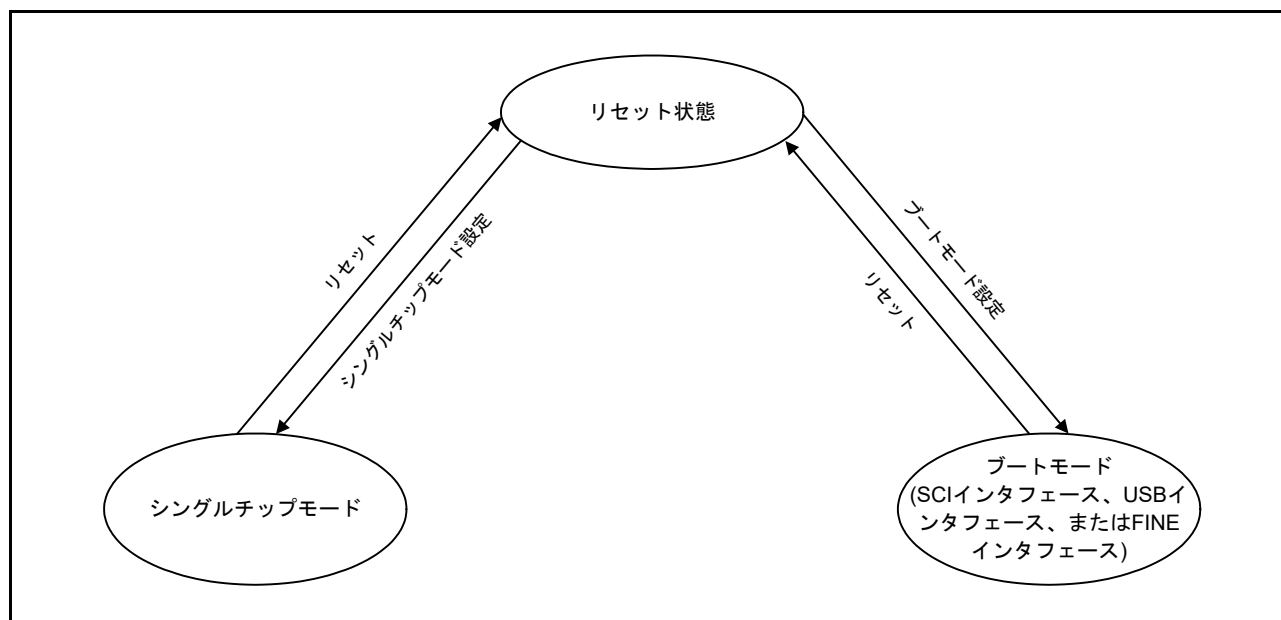 リセット状態
リセット
シングルチップモード設定
ブートモード設定
リセット
シングルチップモード
ブートモード
(SCIインタフェース、USBイ
ンタフェース、またはFINE
インタフェース)